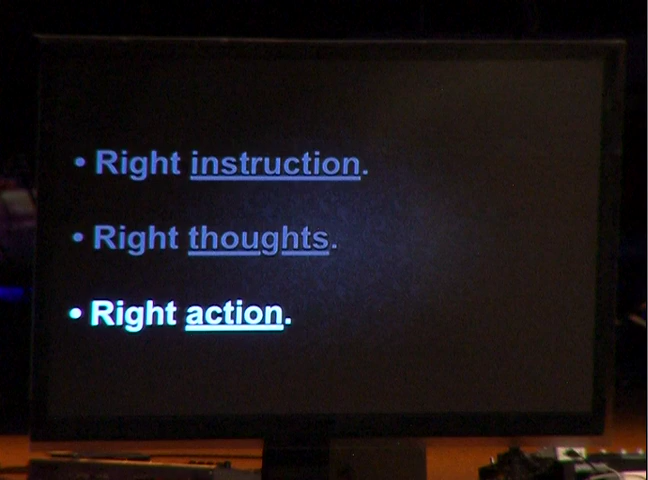 • Right instruction.
• Right thoughts.
• Right action.